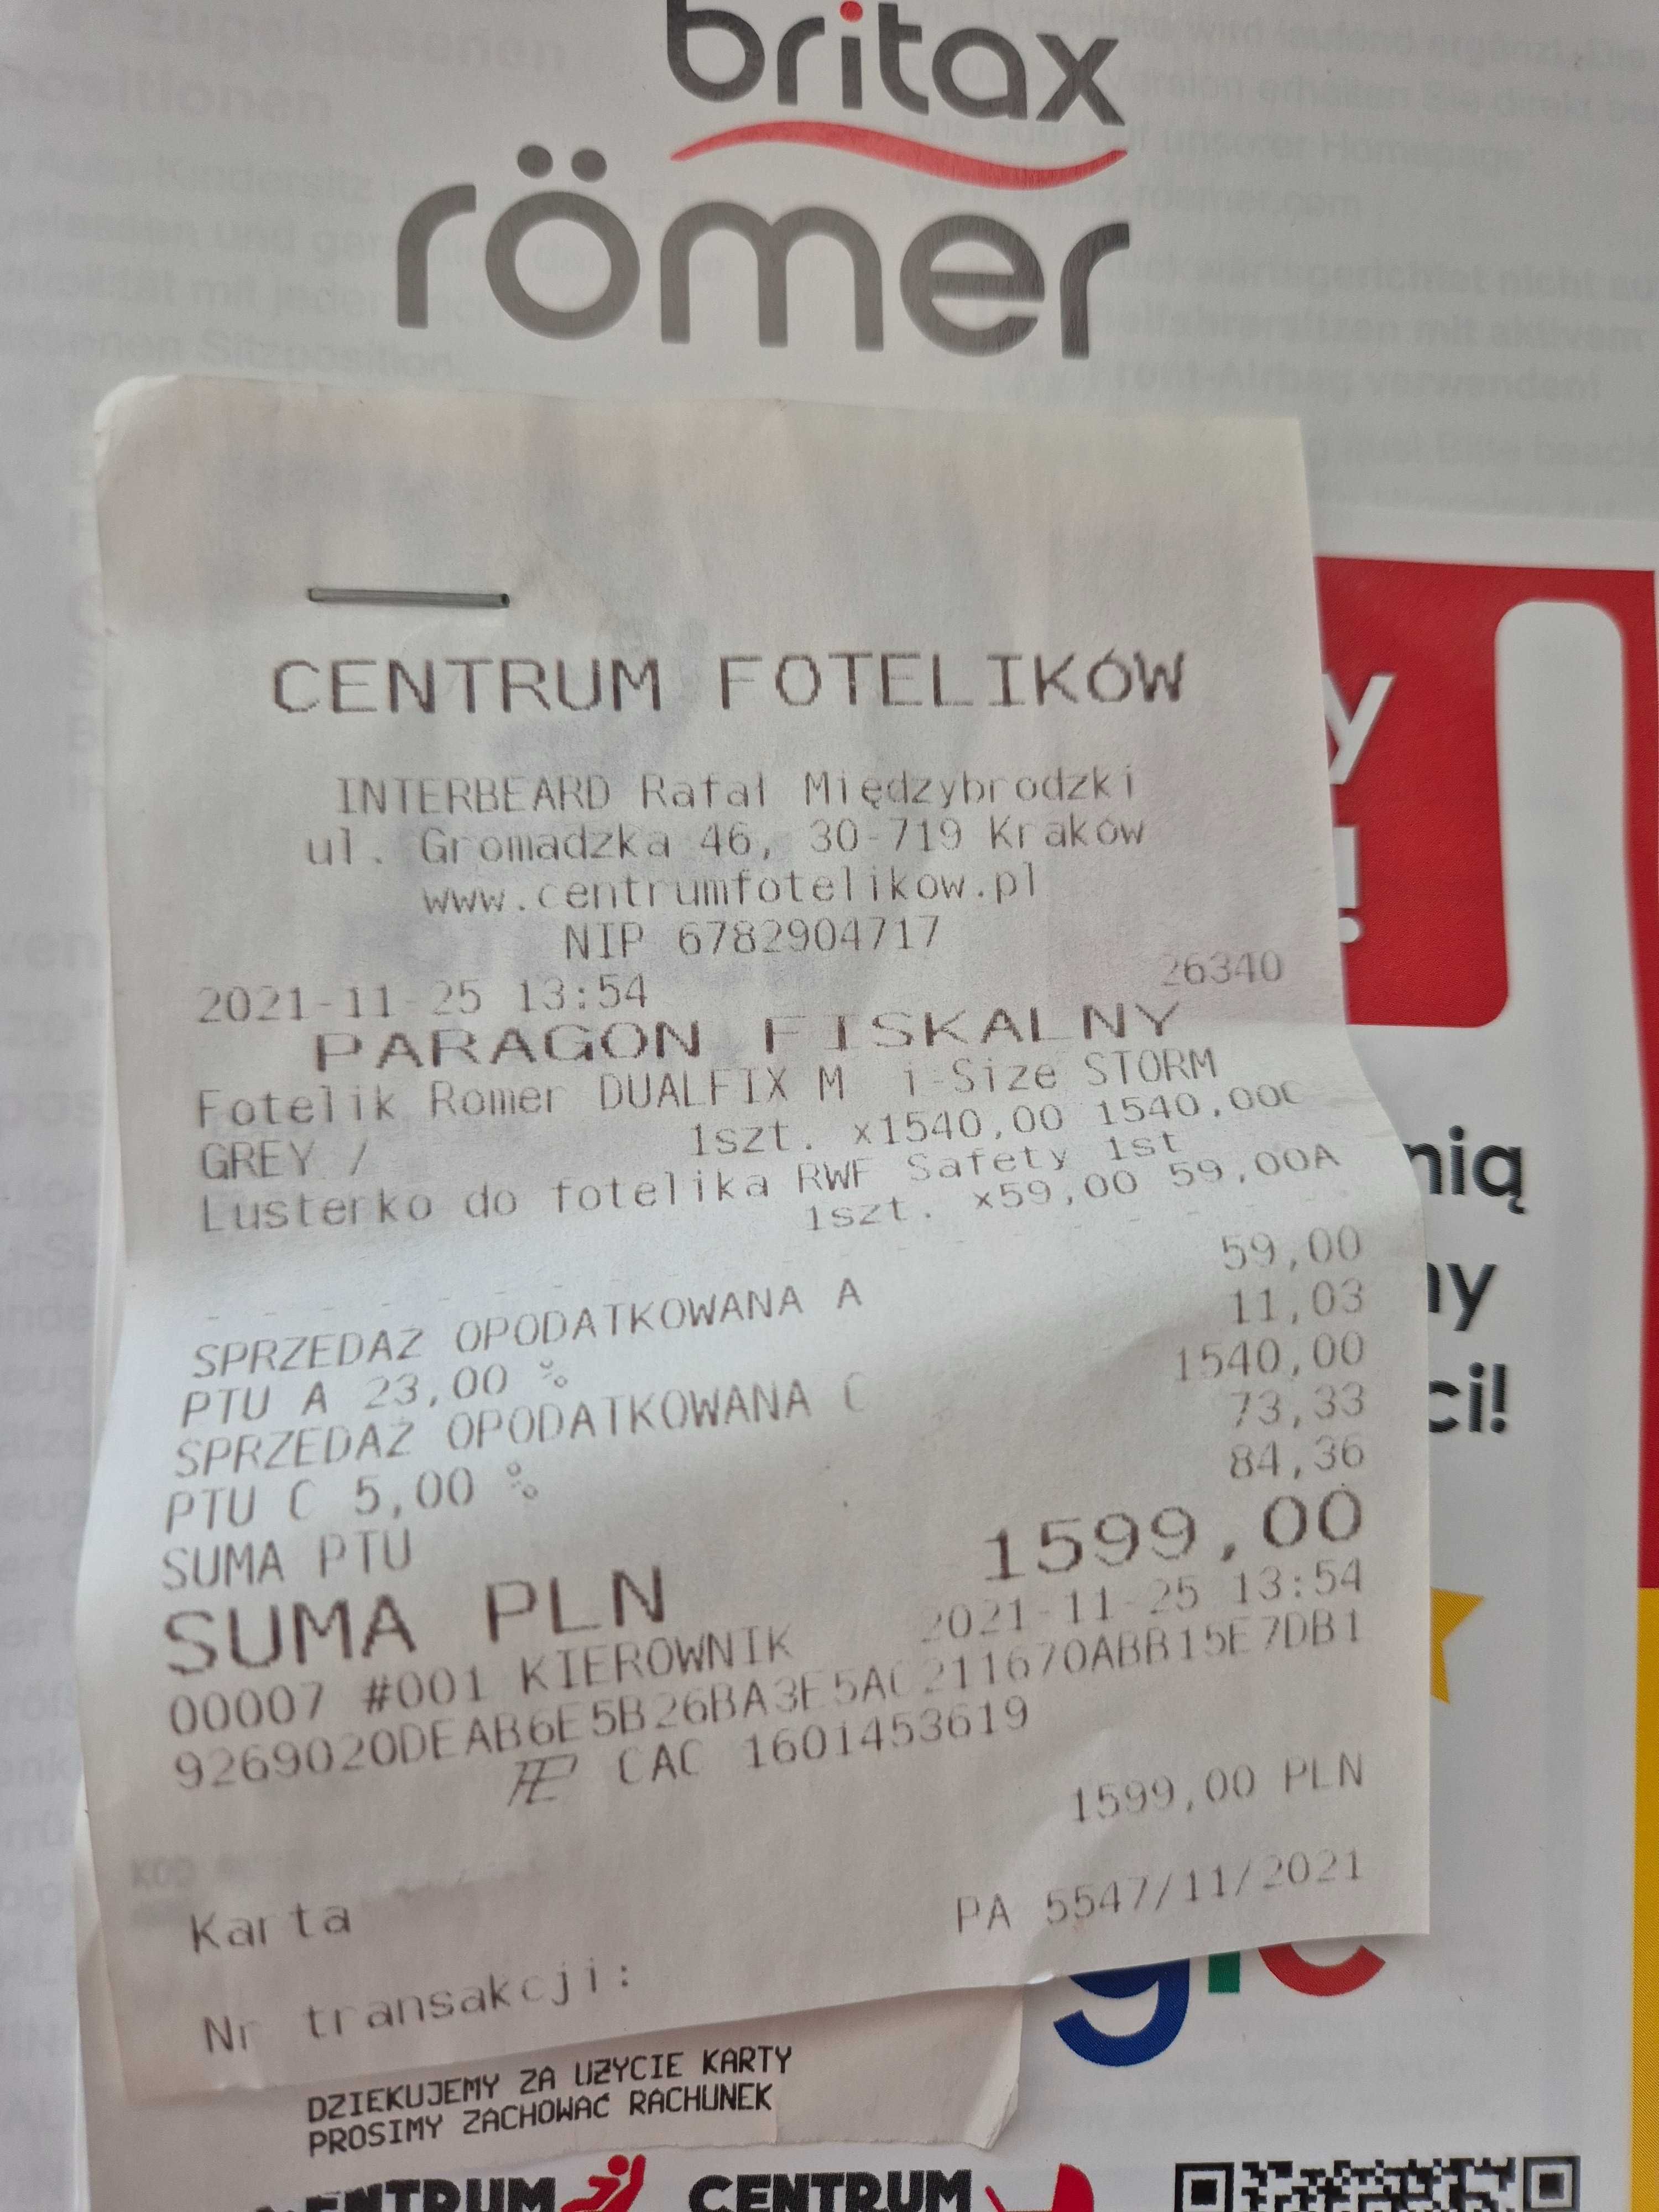 britax
römer
CENTRUM FOTELIKÓW
INTERBEARD Rafał Międzybrodzki
ul. Gromadzka 46, 30-719 Kraków
www.centrumfotelikow.pl
NIP 6782904717
2021-11-25 13:54 26340
PARAGON FISKALNY
Fotelik Romer DUALFIX M i-Size STORM
GREY / 1szt. x1540,00 1540,00C
Lusterko do fotelika RWF Safety 1st
1szt. x59,00 59,00A
SPRZEDAŻ OPODATKOWANA A 59,00
PTU A 23,00 % 11,03
SPRZEDAŻ OPODATKOWANA C 1540,00
PTU C 5,00 % 73,33
SUMA PTU 84,36
SUMA PLN 1599,00
00007 #001 KIEROWNIK 2021-11-25 13:54
9269020DEAB6E5B26BA3E5AC211670ABB15E7DB1
CAC 1601453619
Karta 1599,00 PLN
Nr transakcji: PA 5547/11/2021
DZIEKUJEMY ZA UŻYCIE KARTY
PROSIMY ZACHOWAĆ RACHUNEK
CENTRUM